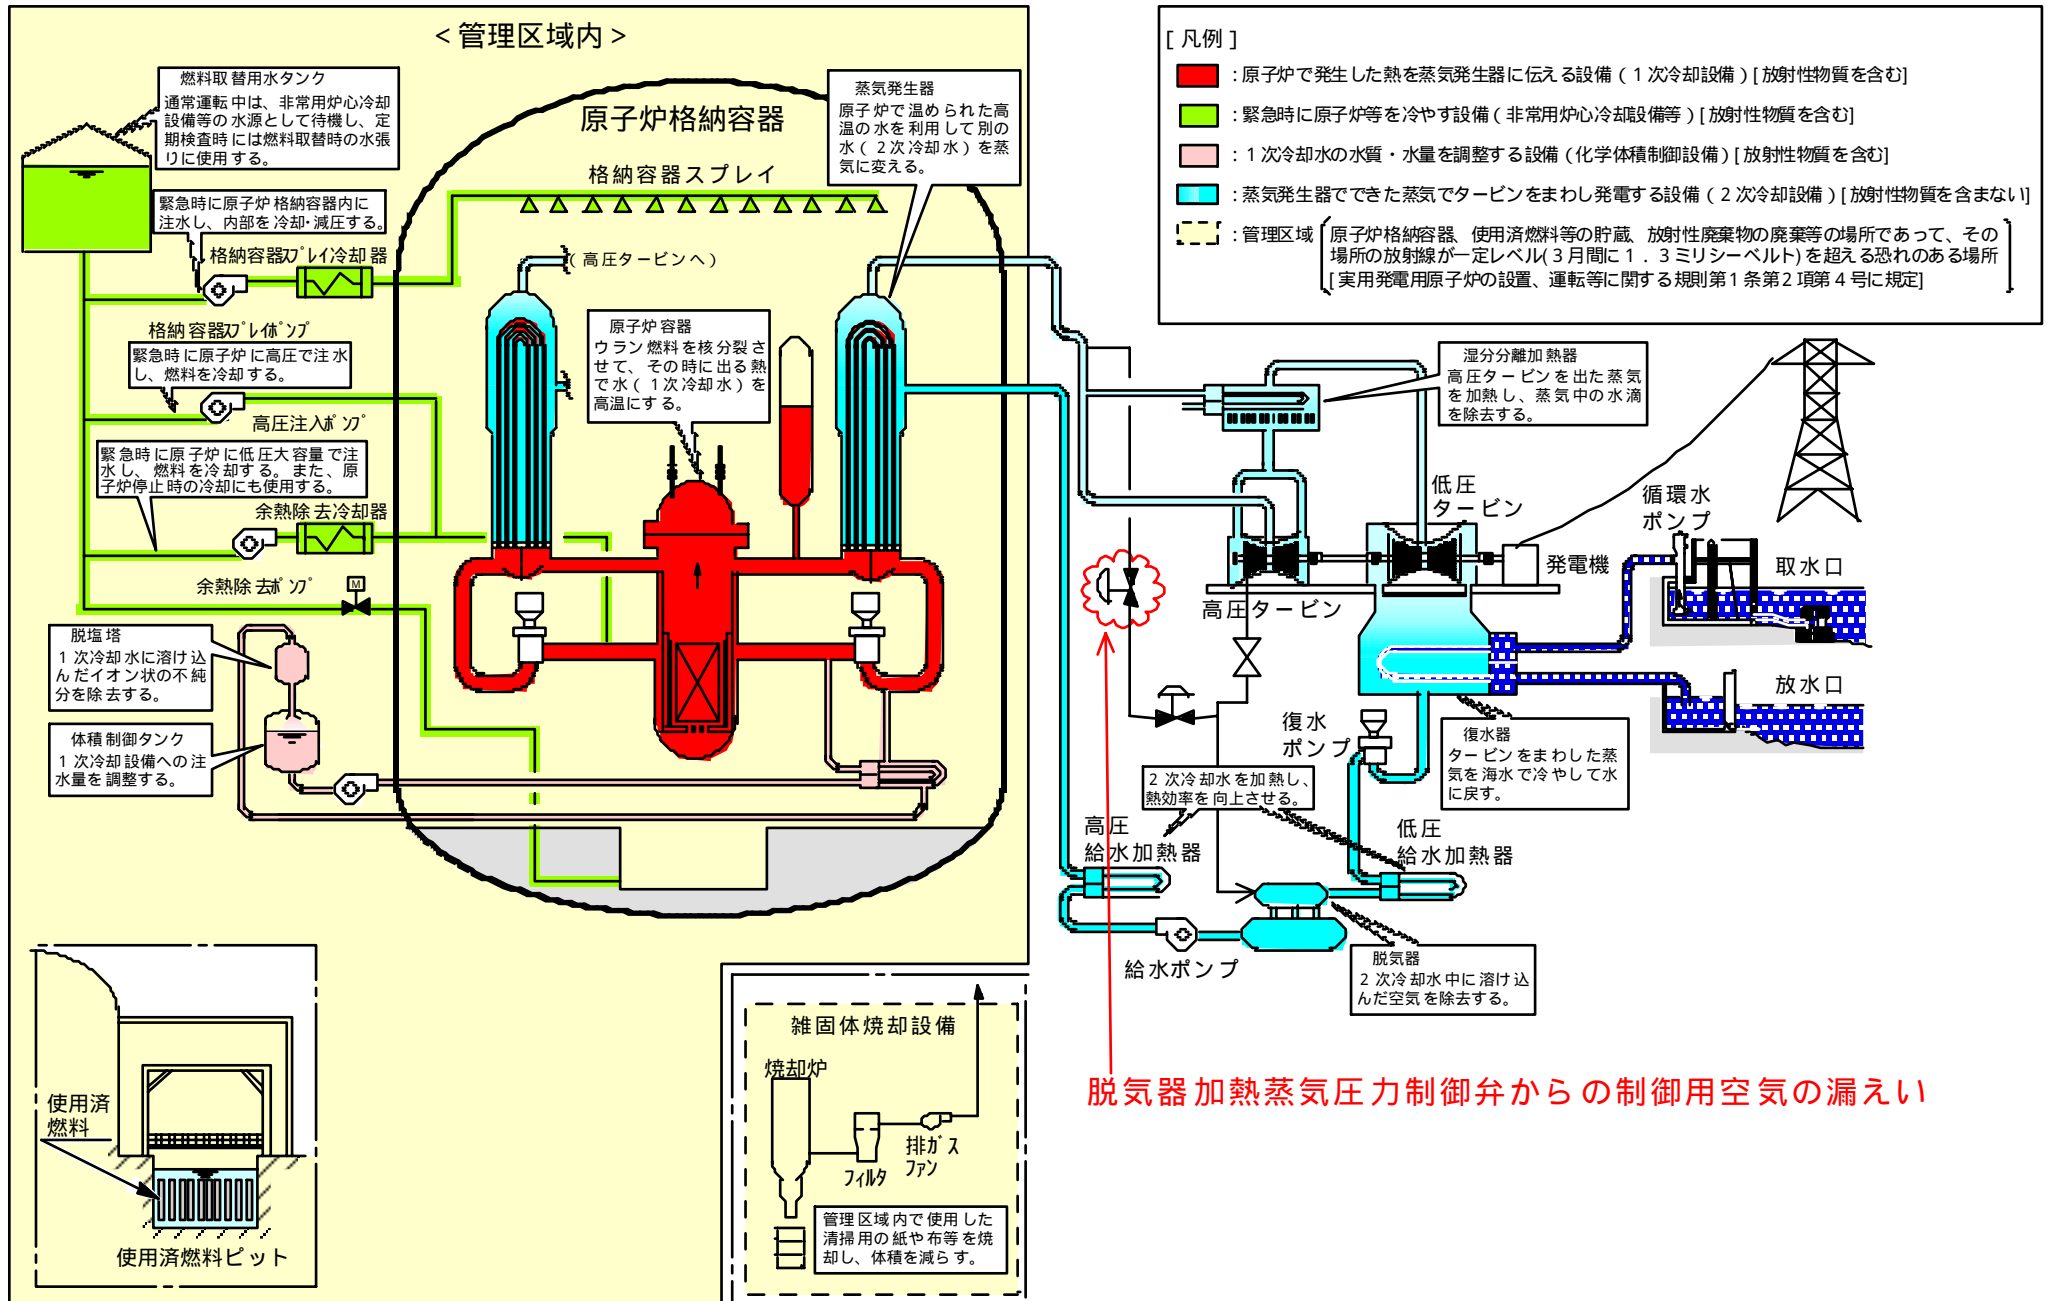 ＜管理区域内＞
燃料取替用水タンク
通常運転中は、非常用炉心冷却
設備等の水源として待機し、定
期検査時には燃料取替時の水張
りに使用する。
緊急時に原子炉格納容器内に
注水し、内部を冷却・減圧する。
格納容器ｽﾌﾟﾚｲ冷却器
格納容器ｽﾌﾟﾚｲﾎﾟﾝﾌﾟ
緊急時に原子炉に高圧で注水
し、燃料を冷却する。
高圧注入ﾎﾟﾝﾌﾟ
緊急時に原子炉に低圧大容量で注
水し、燃料を冷却する。また、原
子炉停止時の冷却にも使用する。
余熱除去冷却器
余熱除去ﾎﾟﾝﾌﾟ
M
脱塩塔
１次冷却水に溶け込
んだイオン状の不純
分を除去する。
体積制御タンク
１次冷却設備への注
水量を調整する。
原子炉格納容器
格納容器スプレイ
（高圧タービンへ）
蒸気発生器
原子炉で温められた高
温の水を利用して別の
水（２次冷却水）を蒸
気に変える。
原子炉容器
ウラン燃料を核分裂さ
せて、その時に出る熱
で水（１次冷却水）を
高温にする。
[凡例]
：原子炉で発生した熱を蒸気発生器に伝える設備（１次冷却設備）[放射性物質を含む]
：緊急時に原子炉等を冷やす設備（非常用炉心冷却設備等）[放射性物質を含む]
：１次冷却水の水質・水量を調整する設備（化学体積制御設備）[放射性物質を含む]
：蒸気発生器でできた蒸気でタービンをまわし発電する設備（２次冷却設備）[放射性物質を含まない]
：管理区域
原子炉格納容器、使用済燃料等の貯蔵、放射性廃棄物の廃棄等の場所であって、その
場所の放射線が一定レベル(３月間に１．３ミリシーベルト)を超える恐れのある場所
[実用発電用原子炉の設置、運転等に関する規則第１条第２項第４号に規定]
湿分分離加熱器
高圧タービンを出た蒸気
を加熱し、蒸気中の水滴
を除去する。
低圧
タービン
高圧タービン
発電機
循環水
ポンプ
取水口
放水口
復水
ポンプ
復水器
タービンをまわした蒸
気を海水で冷やして水
に戻す。
２次冷却水を加熱し、
熱効率を向上させる。
高圧
給水加熱器
低圧
給水加熱器
給水ポンプ
脱気器
２次冷却水中に溶け込
んだ空気を除去する。
脱気器加熱蒸気圧力制御弁からの制御用空気の漏えい
使用済
燃料
使用済燃料ピット
雑固体焼却設備
焼却炉
フィルタ
排ガス
ファン
管理区域内で使用した
清掃用の紙や布等を焼
却し、体積を減らす。